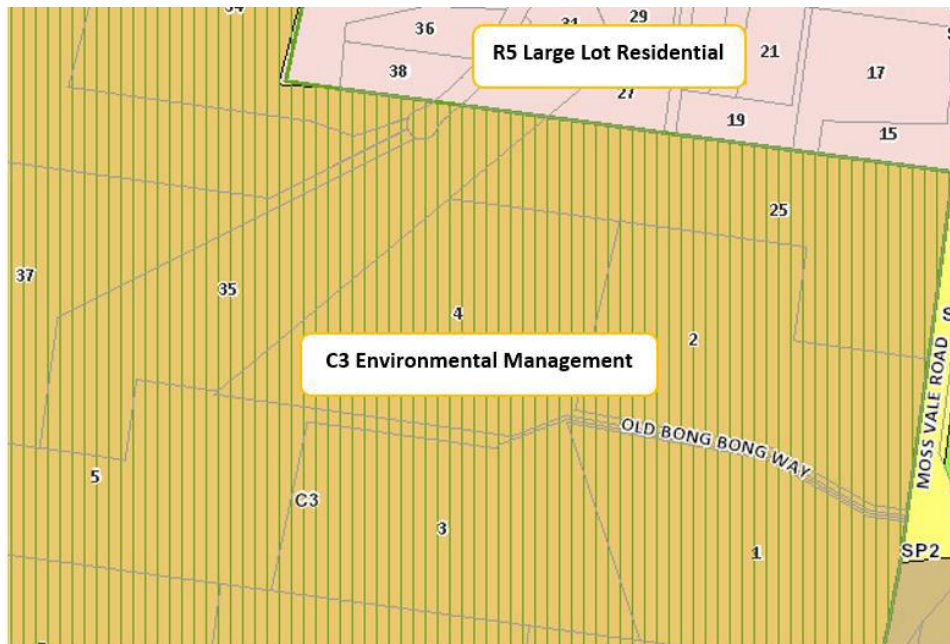 36
29
21
R5 Large Lot Residential
38
17
27
19
15
25
37
35
4
2
C3 Environmental Management
MOSS VALE ROAD
OLD BONG BONG WAY
5
C3
3
1
SP2